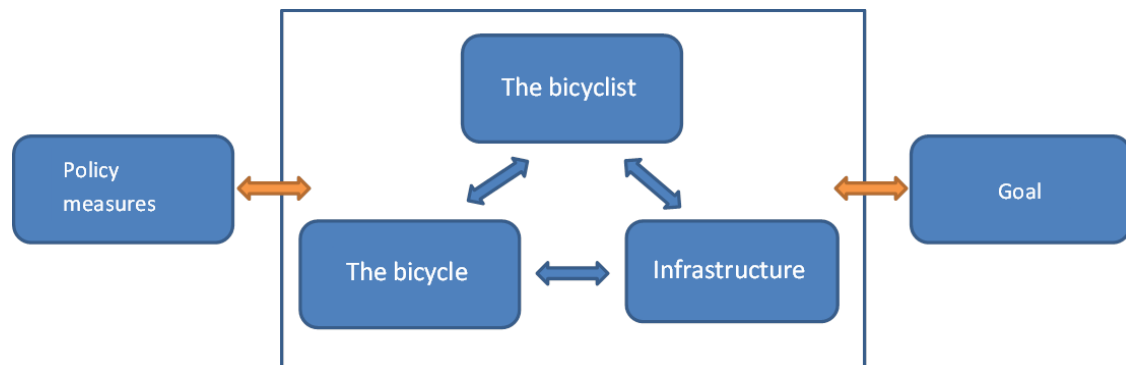 The bicyclist
Policy
measures
Goal
The bicycle
Infrastructure